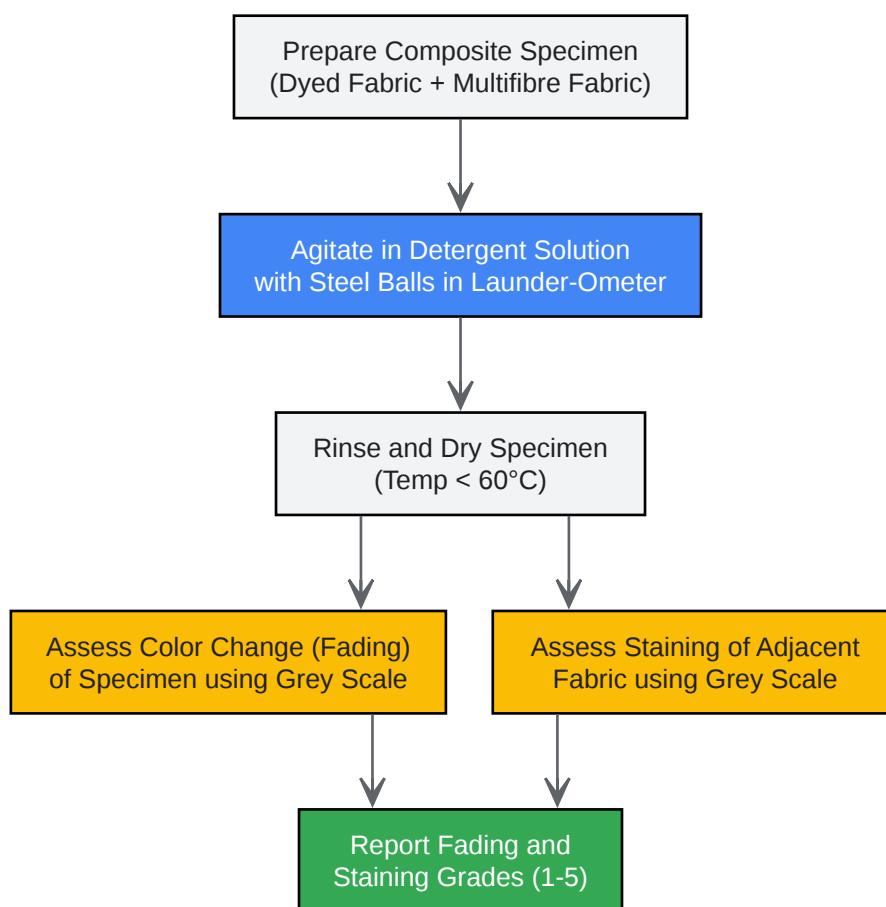 Prepare Composite Specimen
(Dyed Fabric + Multifibre Fabric)
Agitate in Detergent Solution
with Steel Balls in Launder-Ometer
Rinse and Dry Specimen
(Temp < 60°C)
Assess Color Change (Fading)
of Specimen using Grey Scale
Assess Staining of Adjacent
Fabric using Grey Scale
Report Fading and
Staining Grades (1-5)